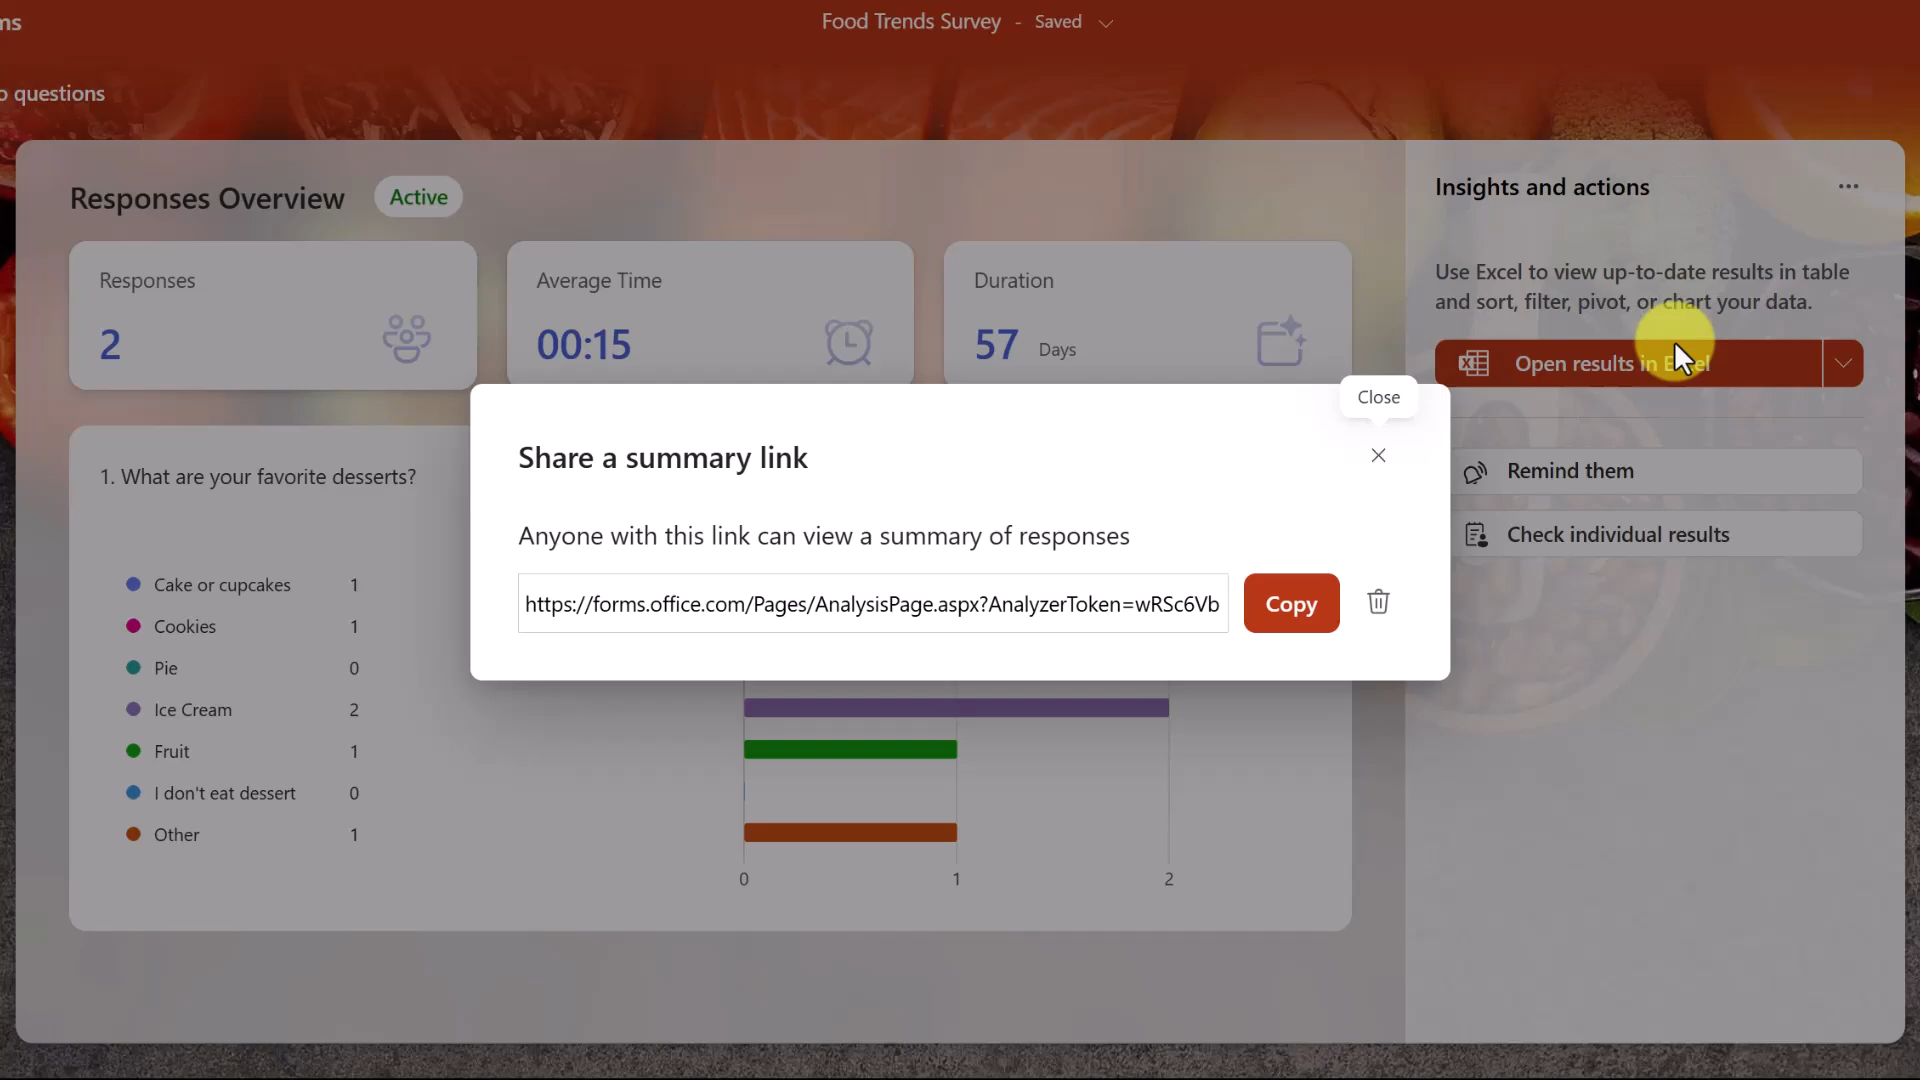 ms
Food Trends Survey - Saved
o questions
Responses Overview
Active
Responses
2
Average Time
00:15
Duration
57 Days
Insights and actions
Use Excel to view up-to-date results in table
and sort, filter, pivot, or chart your data.
Open results in Excel
Remind them
Check individual results
Close
Share a summary link
Anyone with this link can view a summary of responses
https://forms.office.com/Pages/AnalysisPage.aspx?AnalyzerToken=wRSc6Vb
Copy
1. What are your favorite desserts?
Cake or cupcakes 1
Cookies 1
Pie 0
Ice Cream 2
Fruit 1
I don't eat dessert 0
Other 1
0 1 2